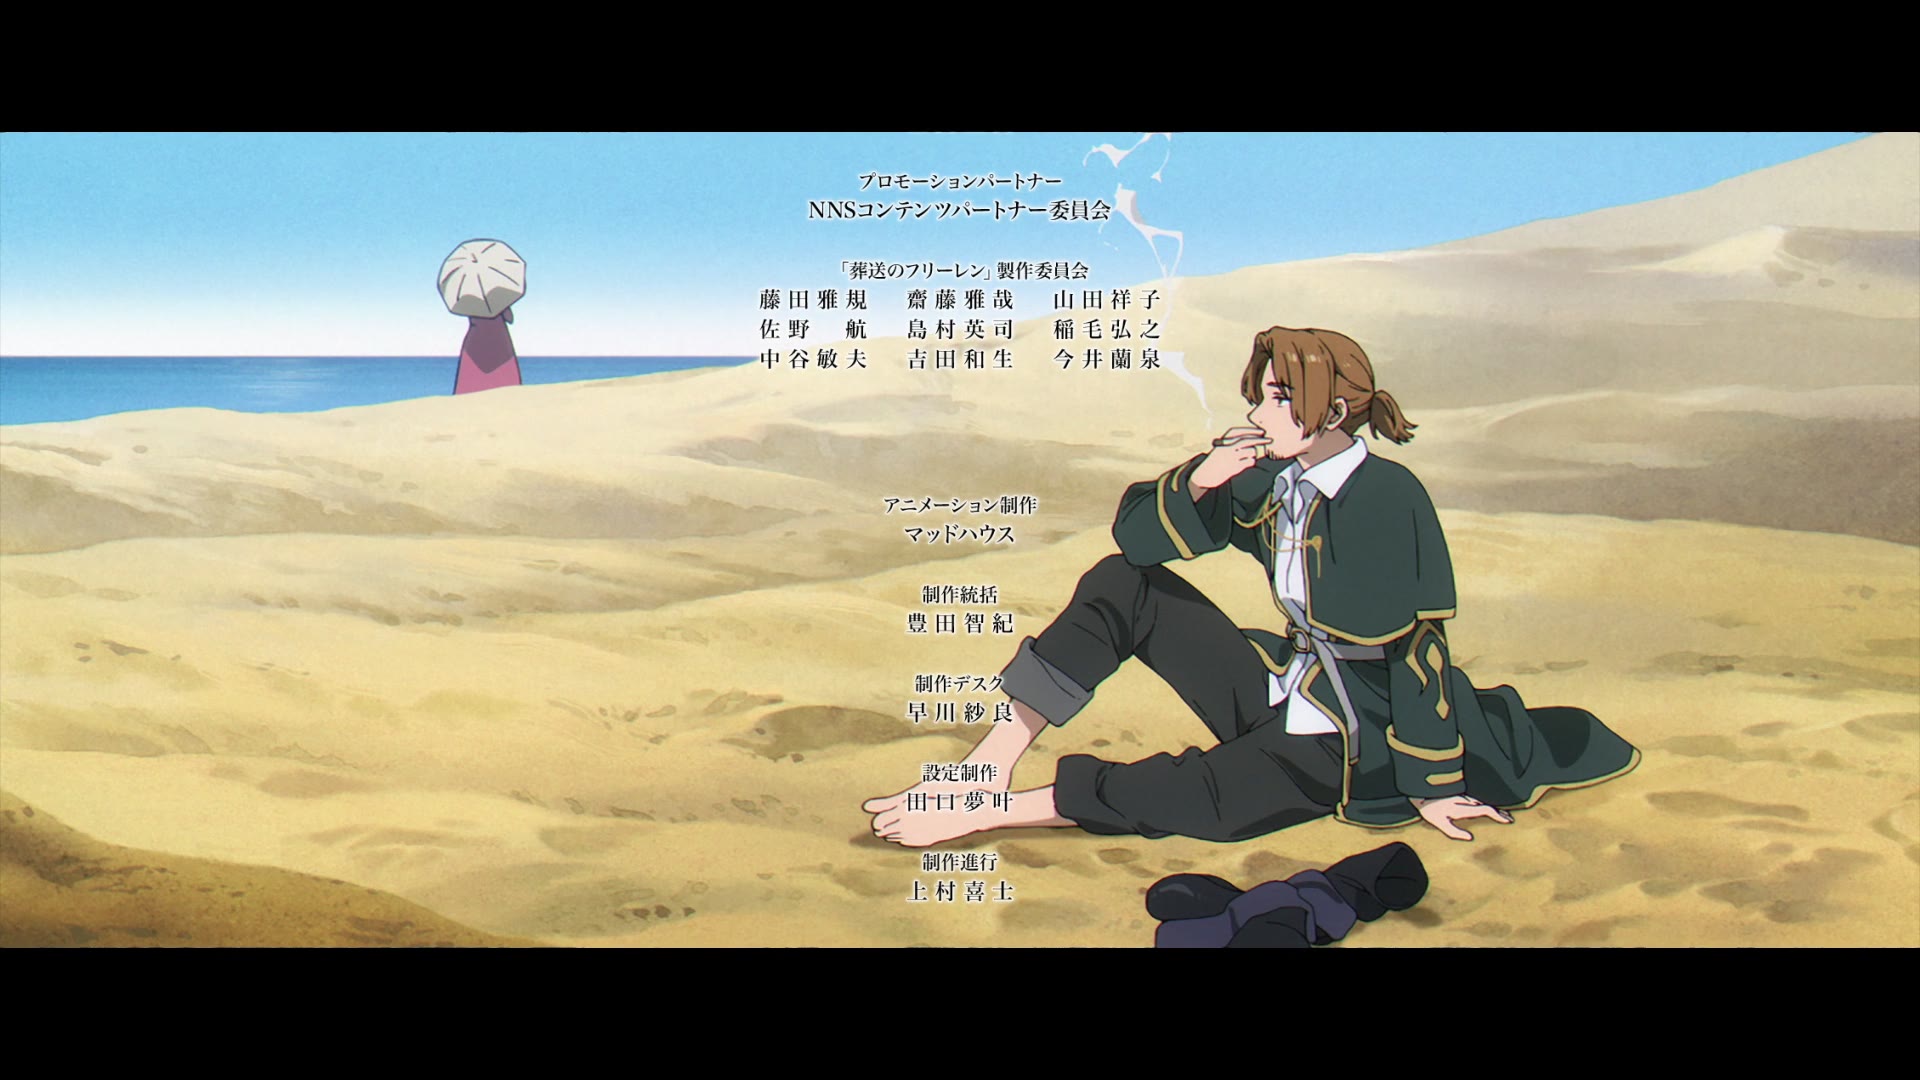 プロモーションパートナー
NNSコンテンツパートナー委員会
「葬送のフリーレン」製作委員会
藤田雅規 齋藤雅哉 山田祥子
佐野 航 島村英司 稲毛弘之
中谷敏夫 吉田和生 今井蘭泉
アニメーション制作
マッドハウス
制作統括
豊田智紀
制作デスク
早川紗良
設定制作
田口夢叶
制作進行
上村喜士